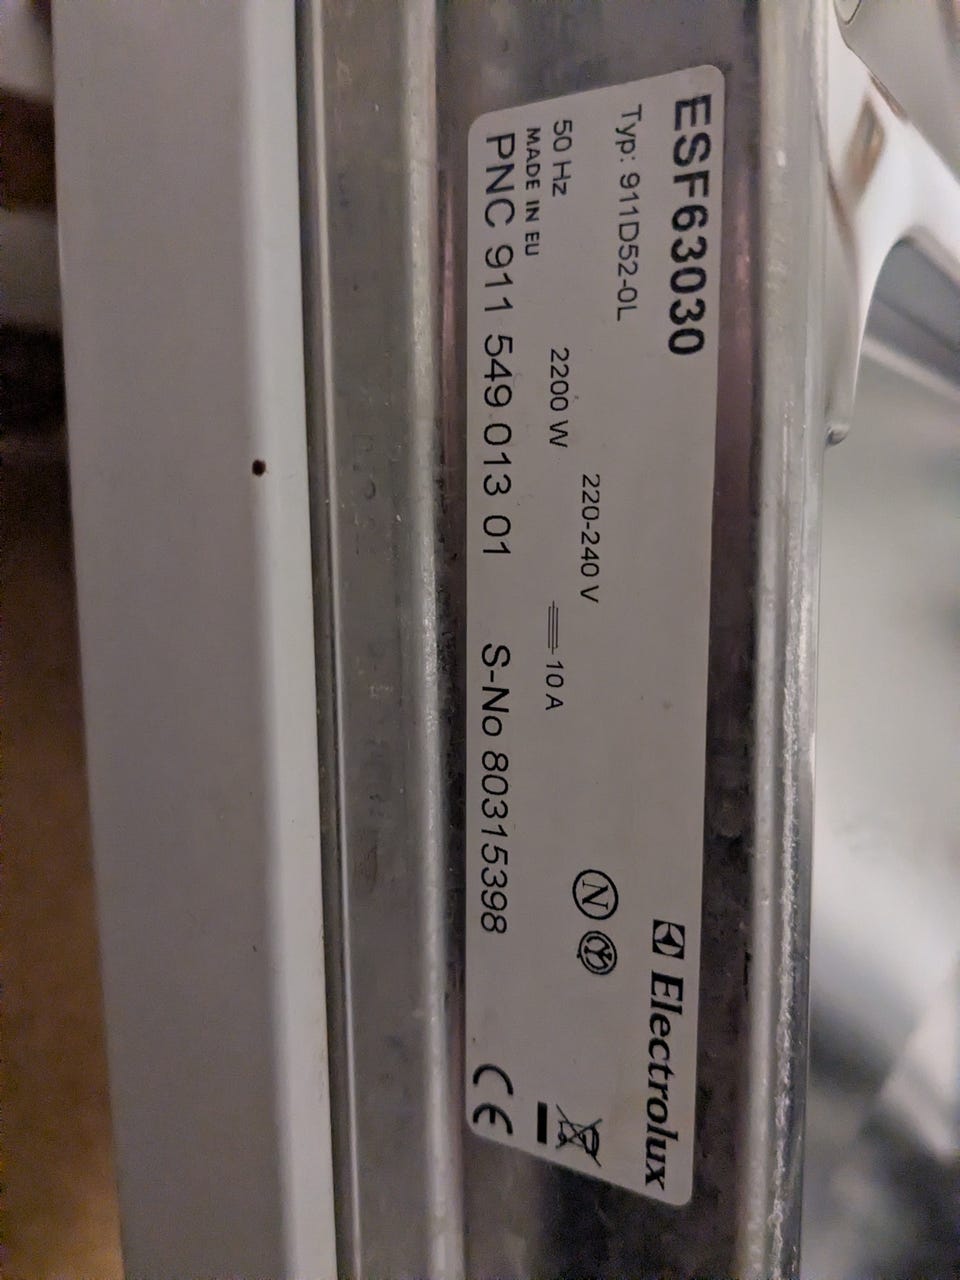 ESF63030
Electrolux
Typ: 911D52-0L
220-240 V
50 Hz 2200 W 10 A
MADE IN EU
PNC 911 549 013 01 S-No 80315398
CE